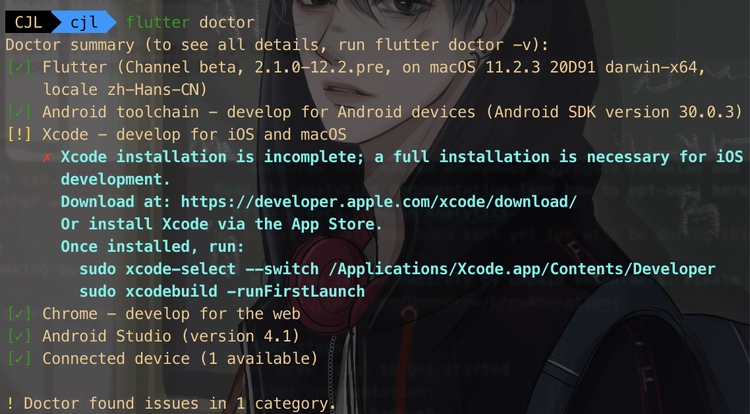 CJL cjl flutter doctor
Doctor summary (to see all details, run flutter doctor -v):
[✓] Flutter (Channel beta, 2.1.0-12.2.pre, on macOS 11.2.3 20D91 darwin-x64,
locale zh-Hans-CN)
[✓] Android toolchain - develop for Android devices (Android SDK version 30.0.3)
[!] Xcode - develop for iOS and macOS
✗ Xcode installation is incomplete; a full installation is necessary for iOS
development.
Download at: https://developer.apple.com/xcode/download/
Or install Xcode via the App Store.
Once installed, run:
sudo xcode-select --switch /Applications/Xcode.app/Contents/Developer
sudo xcodebuild -runFirstLaunch
[✓] Chrome - develop for the web
[✓] Android Studio (version 4.1)
[✓] Connected device (1 available)
! Doctor found issues in 1 category.